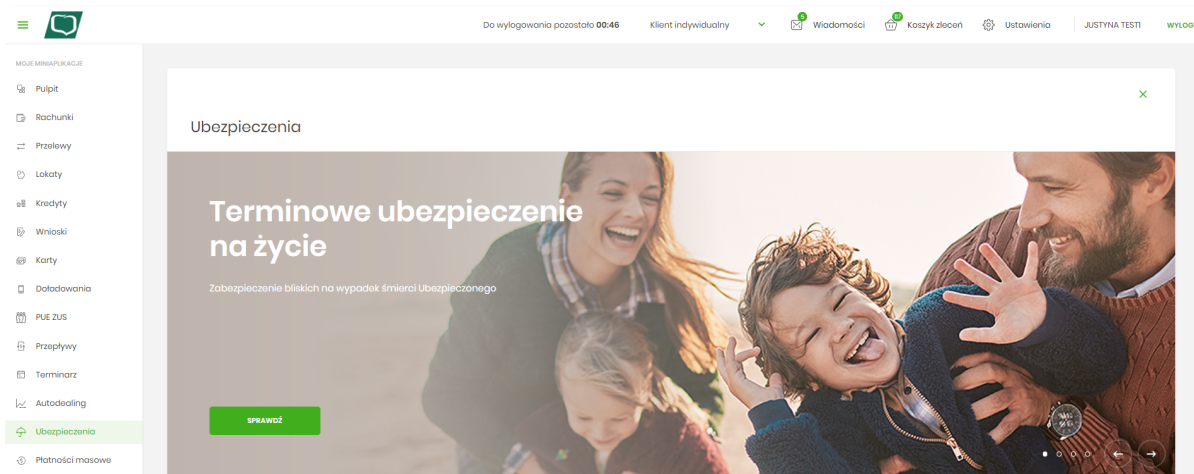 Do wylogowania pozostało 00:46
Klient indywidualny
5
Wiadomości
67
Koszyk zleceń
Ustawienia
JUSTYNA TEST1
WYLOG
MOJE MINIAPLIKACJE
Pulpit
Rachunki
Przelewy
Lokaty
Kredyty
Wnioski
Karty
Doładowania
PUE ZUS
Przepływy
Terminarz
Autodealing
Ubezpieczenia
Płatności masowe
Ubezpieczenia
Terminowe ubezpieczenie
na życie
Zabezpieczenie bliskich na wypadek śmierci Ubezpieczonego
SPRAWDŹ